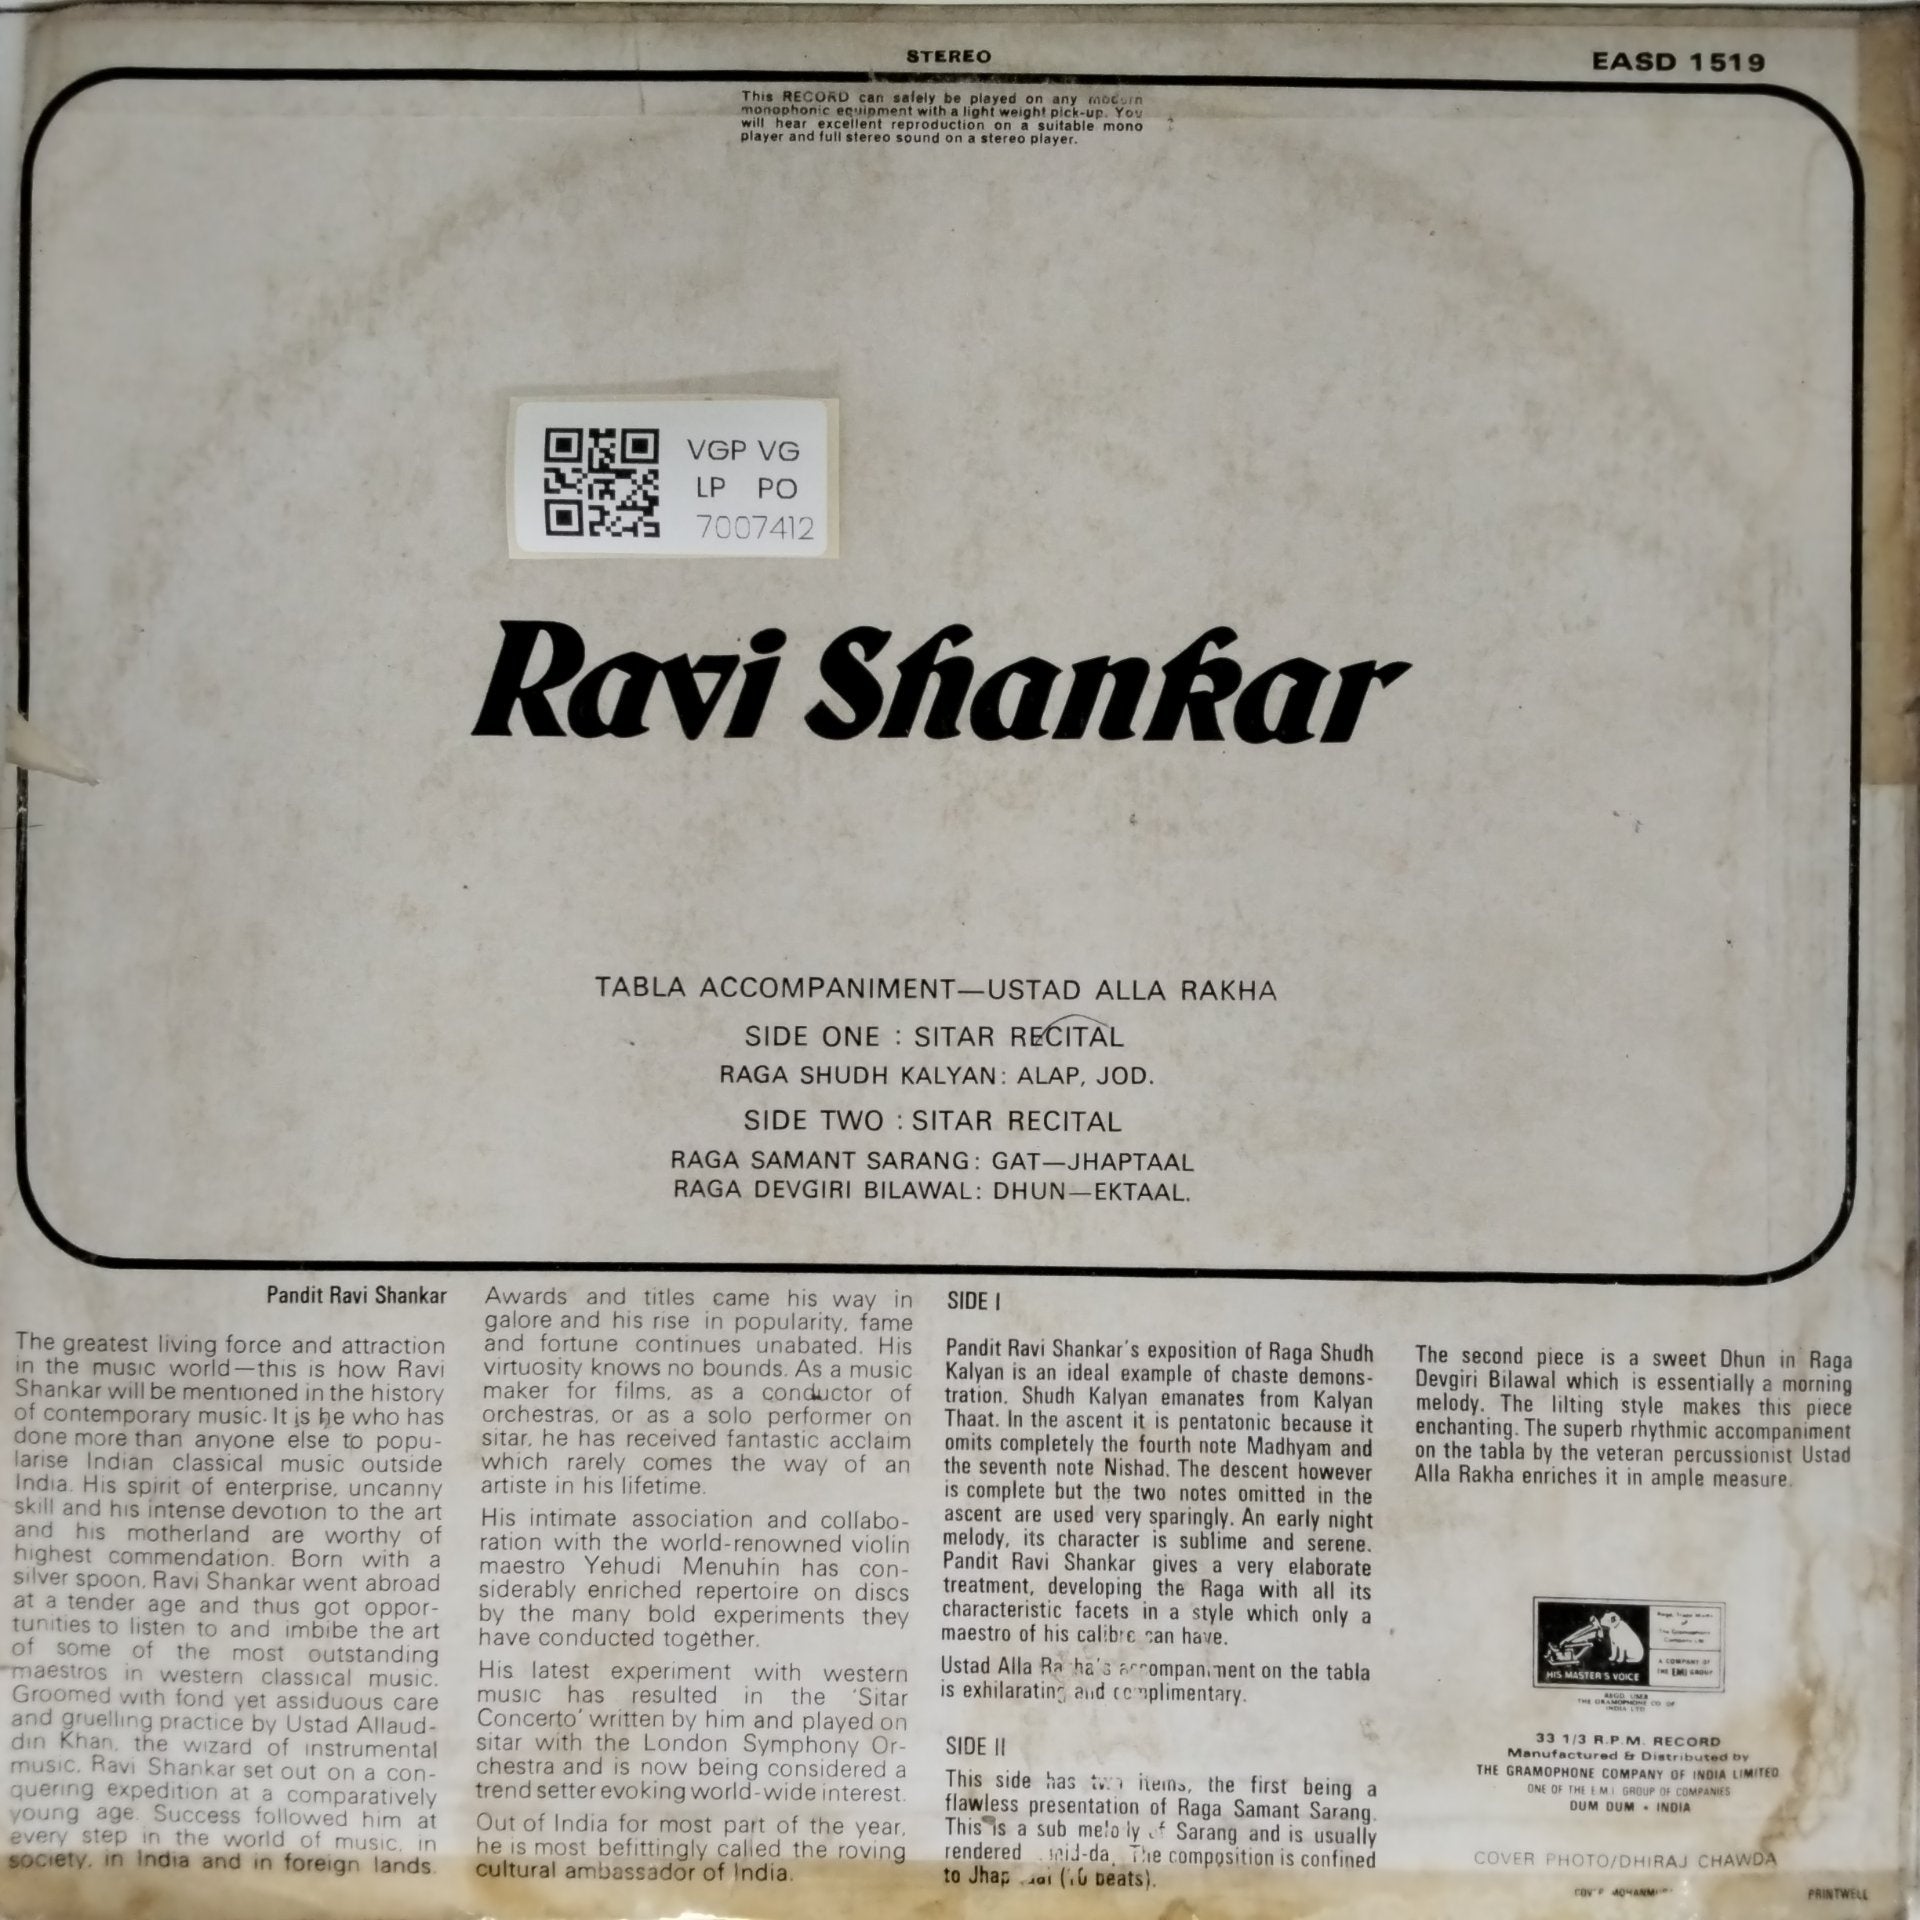 STEREO
EASD 1519
This RECORD can safely be played on any modern
monophonic equipment with a light weight pick-up. You
will hear excellent reproduction on a suitable mono
player and full stereo sound on a stereo player.
VGP VG
LP PO
7007412
Ravi Shankar
TABLA ACCOMPANIMENT—USTAD ALLA RAKHA
SIDE ONE : SITAR RECITAL
RAGA SHUDH KALYAN: ALAP, JOD.
SIDE TWO : SITAR RECITAL
RAGA SAMANT SARANG: GAT—JHAPTAAL
RAGA DEVGIRI BILAWAL: DHUN—EKTAAL.
Pandit Ravi Shankar
The greatest living force and attraction
in the music world—this is how Ravi
Shankar will be mentioned in the history
of contemporary music. It is he who has
done more than anyone else to popu-
larise Indian classical music outside
India. His spirit of enterprise, uncanny
skill and his intense devotion to the art
and his motherland are worthy of
highest commendation. Born with a
silver spoon, Ravi Shankar went abroad
at a tender age and thus got oppor-
tunities to listen to and imbibe the art
of some of the most outstanding
maestros in western classical music.
Groomed with fond yet assiduous care
and gruelling practice by Ustad Allaud-
din Khan, the wizard of instrumental
music, Ravi Shankar set out on a con-
quering expedition at a comparatively
young age. Success followed him at
every step in the world of music, in
society, in India and in foreign lands.
Awards and titles came his way in
galore and his rise in popularity, fame
and fortune continues unabated. His
virtuosity knows no bounds. As a music
maker for films, as a conductor of
orchestras, or as a solo performer on
sitar, he has received fantastic acclaim
which rarely comes the way of an
artiste in his lifetime.
His intimate association and collabo-
ration with the world-renowned violin
maestro Yehudi Menuhin has con-
siderably enriched repertoire on discs
by the many bold experiments they
have conducted together.
His latest experiment with western
music has resulted in the 'Sitar
Concerto' written by him and played on
sitar with the London Symphony Or-
chestra and is now being considered a
trend setter evoking world-wide interest.
Out of India for most part of the year,
he is most befittingly called the roving
cultural ambassador of India.
SIDE I
Pandit Ravi Shankar's exposition of Raga Shudh
Kalyan is an ideal example of chaste demons-
tration. Shudh Kalyan emanates from Kalyan
Thaat. In the ascent it is pentatonic because it
omits completely the fourth note Madhyam and
the seventh note Nishad. The descent however
is complete but the two notes omitted in the
ascent are used very sparingly. An early night
melody, its character is sublime and serene.
Pandit Ravi Shankar gives a very elaborate
treatment, developing the Raga with all its
characteristic facets in a style which only a
maestro of his calibre can have.
Ustad Alla accompaniment on the tabla
is exhilarating and complimentary.
SIDE II
This side has two items, the first being a
flawless presentation of Raga Samant Sarang.
This is a sub melody of Sarang and is usually
rendered The composition is confined
to beats).
The second piece is a sweet Dhun in Raga
Devgiri Bilawal which is essentially a morning
melody. The lilting style makes this piece
enchanting. The superb rhythmic accompaniment
on the tabla by the veteran percussionist Ustad
Alla Rakha enriches it in ample measure.
HIS MASTER'S VOICE
A COMPANY OF
THE EMI GROUP
REGD. USER
THE GRAMOPHONE CO. OF
INDIA LTD
33 1/3 R.P.M. RECORD
Manufactured & Distributed by
THE GRAMOPHONE COMPANY OF INDIA LIMITED
ONE OF THE E.M.I. GROUP OF COMPANIES
DUM DUM • INDIA
COVER PHOTO/DHIRAJ CHAWDA
PRINTWELL